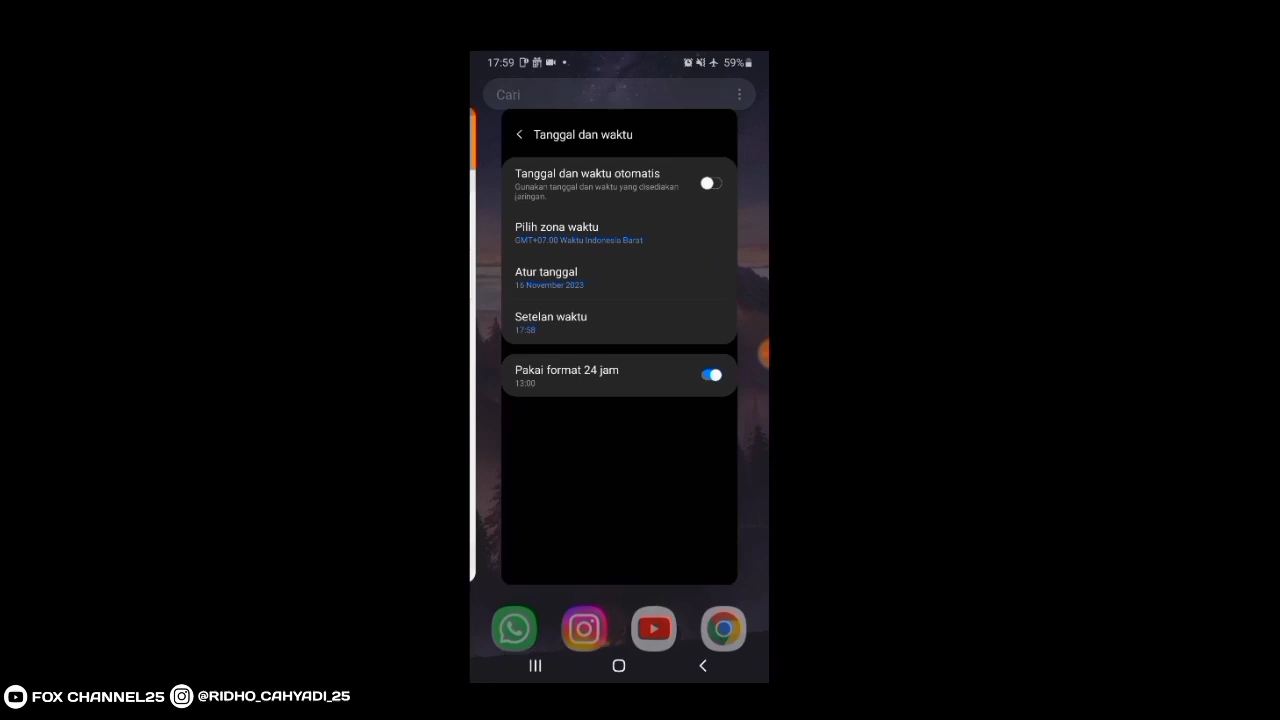 17:59
59%
Cari
Tanggal dan waktu
Tanggal dan waktu otomatis
Gunakan tanggal dan waktu yang disediakan
jaringan.
Pilih zona waktu
GMT+07.00 Waktu Indonesia Barat
Atur tanggal
16 November 2023
Setelan waktu
17:58
Pakai format 24 jam
13:00
FOX CHANNEL25 @RIDHO_CAHYADI_25